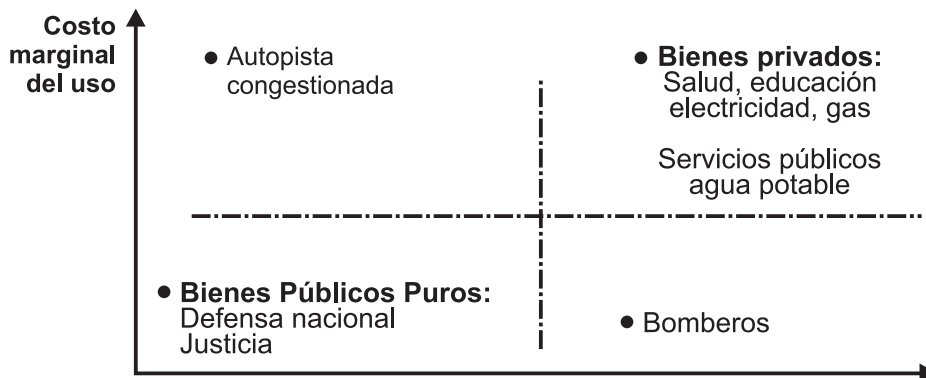 Costo
marginal
del uso
● Autopista
congestionada
● Bienes privados:
Salud, educación
electricidad, gas
Servicios públicos
agua potable
● Bienes Públicos Puros:
Defensa nacional
Justicia
● Bomberos